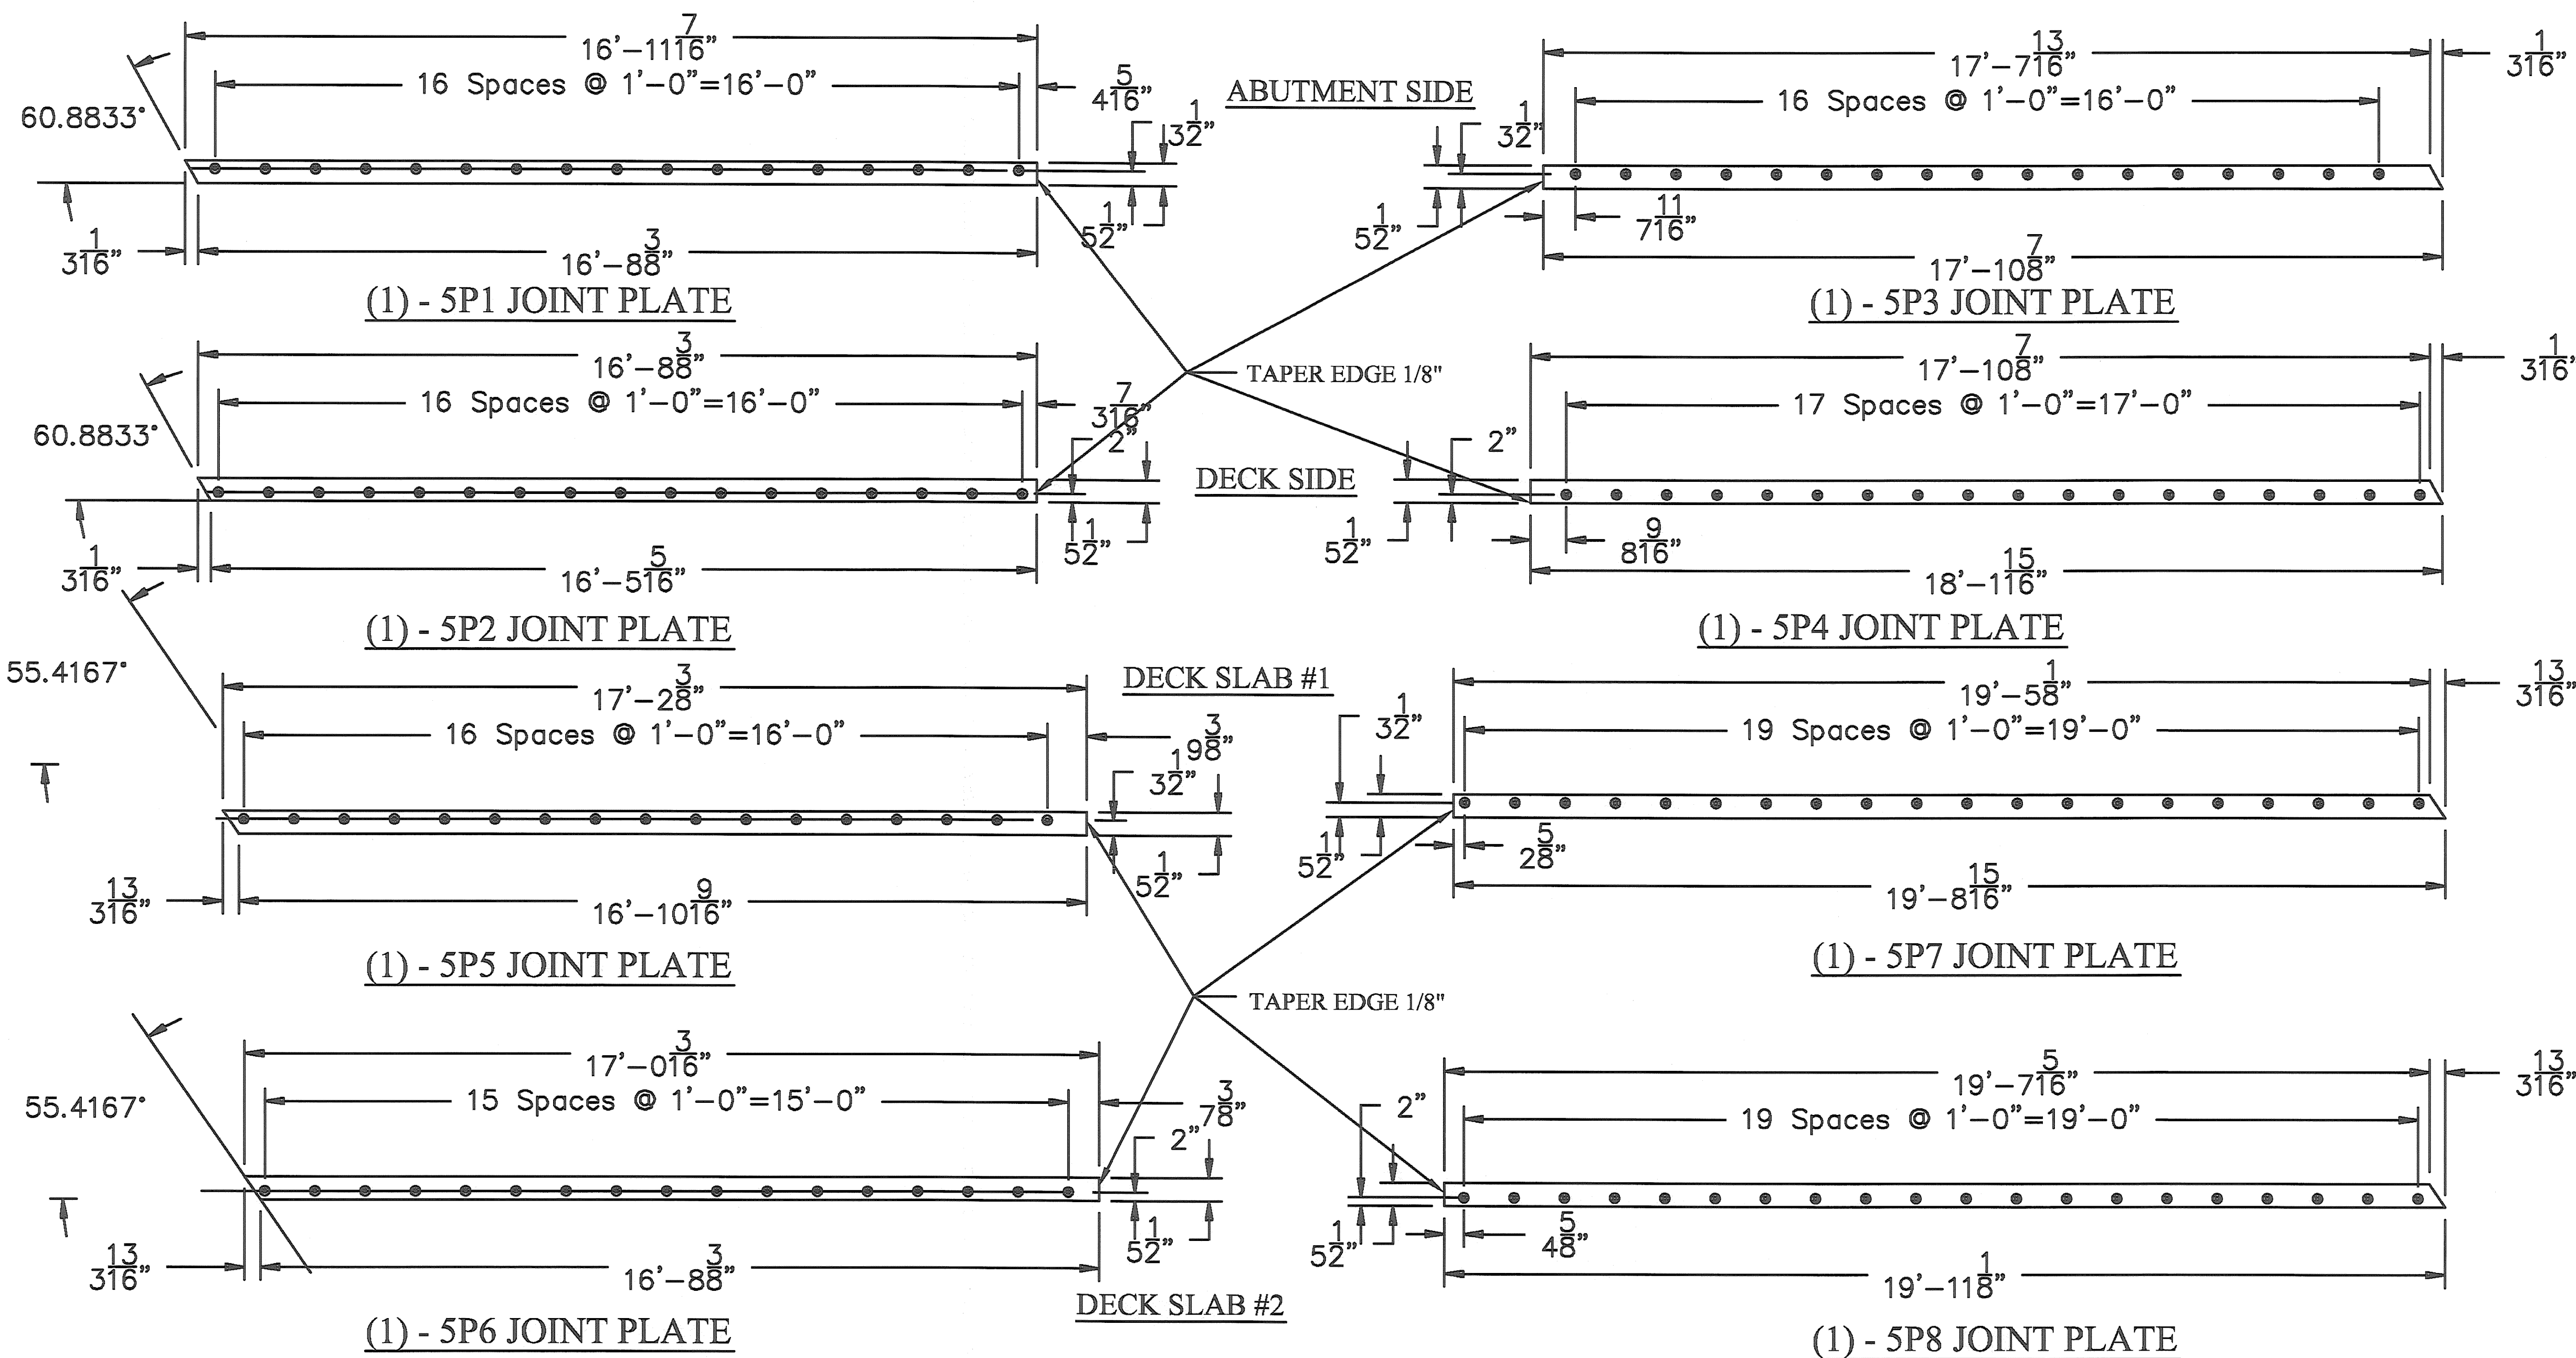 16'-11 7/16"
16 Spaces @ 1'-0"=16'-0"
4 5/16"
3 1/2"
60.8833°
5 1/2"
3 1/16"
16'-8 3/8"
(1) - 5P1 JOINT PLATE
ABUTMENT SIDE
17'-7 13/16"
3 1/16"
16 Spaces @ 1'-0"=16'-0"
3 1/2"
5 1/2"
7 11/16"
17'-10 7/8"
(1) - 5P3 JOINT PLATE
16'-8 3/8"
16 Spaces @ 1'-0"=16'-0"
3 7/16"
2"
60.8833°
5 1/2"
3 1/16"
16'-5 5/16"
(1) - 5P2 JOINT PLATE
TAPER EDGE 1/8"
DECK SIDE
17'-10 7/8"
3 1/16"
17 Spaces @ 1'-0"=17'-0"
2"
5 1/2"
8 9/16"
18'-1 15/16"
(1) - 5P4 JOINT PLATE
55.4167°
17'-2 3/8"
16 Spaces @ 1'-0"=16'-0"
9 3/8"
3 1/2"
5 1/2"
3 13/16"
16'-10 9/16"
(1) - 5P5 JOINT PLATE
DECK SLAB #1
19'-5 1/8"
3 13/16"
19 Spaces @ 1'-0"=19'-0"
3 1/2"
5 1/2"
2 5/8"
19'-8 15/16"
(1) - 5P7 JOINT PLATE
TAPER EDGE 1/8"
17'-0 3/16"
15 Spaces @ 1'-0"=15'-0"
7 3/8"
2"
55.4167°
5 1/2"
3 13/16"
16'-8 3/8"
(1) - 5P6 JOINT PLATE
DECK SLAB #2
19'-7 5/16"
3 13/16"
19 Spaces @ 1'-0"=19'-0"
2"
5 1/2"
4 5/8"
19'-11 1/8"
(1) - 5P8 JOINT PLATE